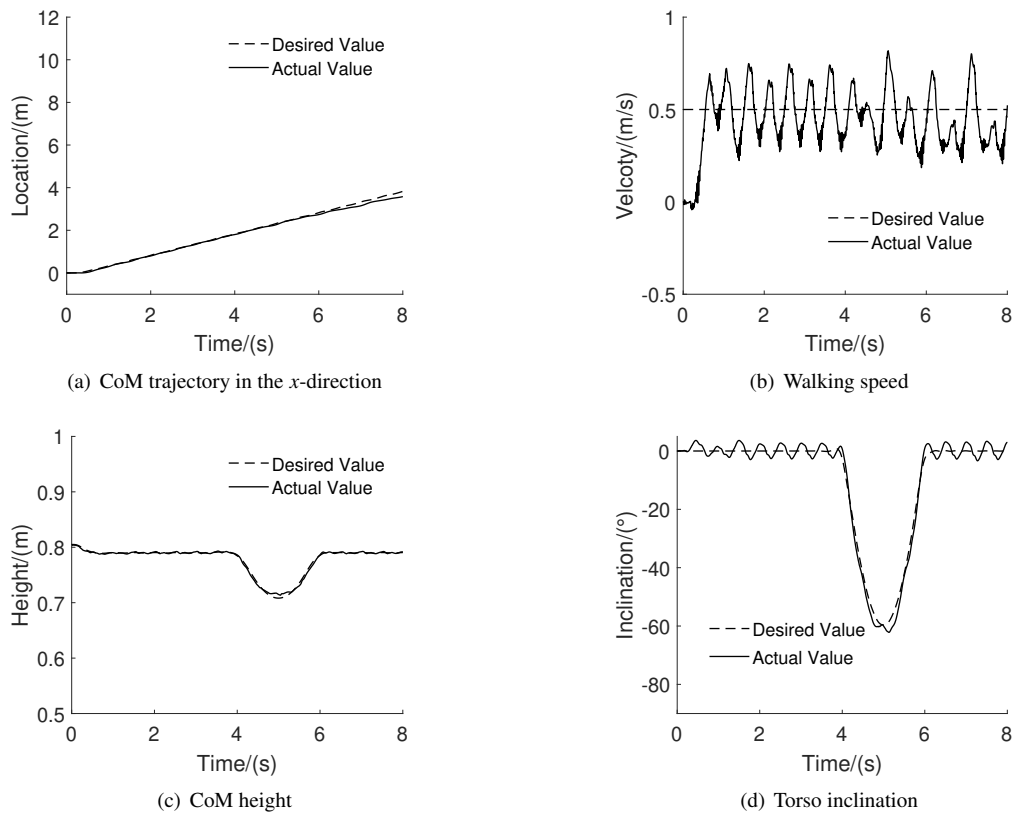 12
10
8
6
4
2
0
Location/(m)
Desired Value
Actual Value
0 2 4 6 8
Time/(s)
(a) CoM trajectory in the x-direction
1
0.5
0
-0.5
Velcoty/(m/s)
Desired Value
Actual Value
0 2 4 6 8
Time/(s)
(b) Walking speed
1
0.9
0.8
0.7
0.6
0.5
Height/(m)
Desired Value
Actual Value
0 2 4 6 8
Time/(s)
(c) CoM height
0
-20
-40
-60
-80
Inclination/(°)
Desired Value
Actual Value
0 2 4 6 8
Time/(s)
(d) Torso inclination